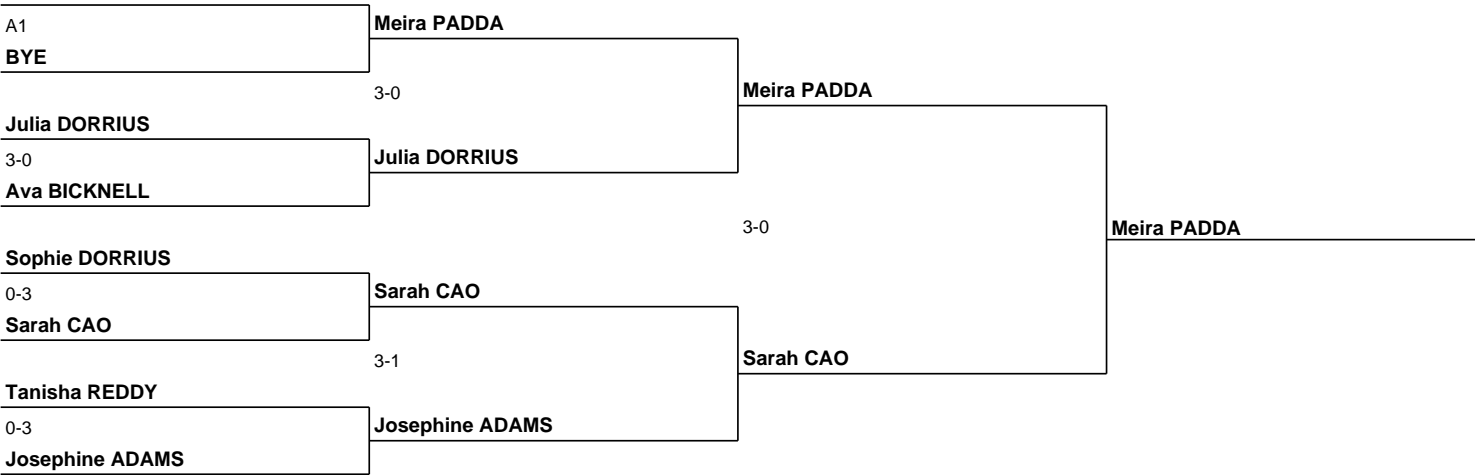 A1
BYE
Julia DORRIUS
3-0
Ava BICKNELL
Sophie DORRIUS
0-3
Sarah CAO
Tanisha REDDY
0-3
Josephine ADAMS
Meira PADDA
3-0
Julia DORRIUS
Sarah CAO
3-1
Josephine ADAMS
Meira PADDA
3-0
Sarah CAO
Meira PADDA